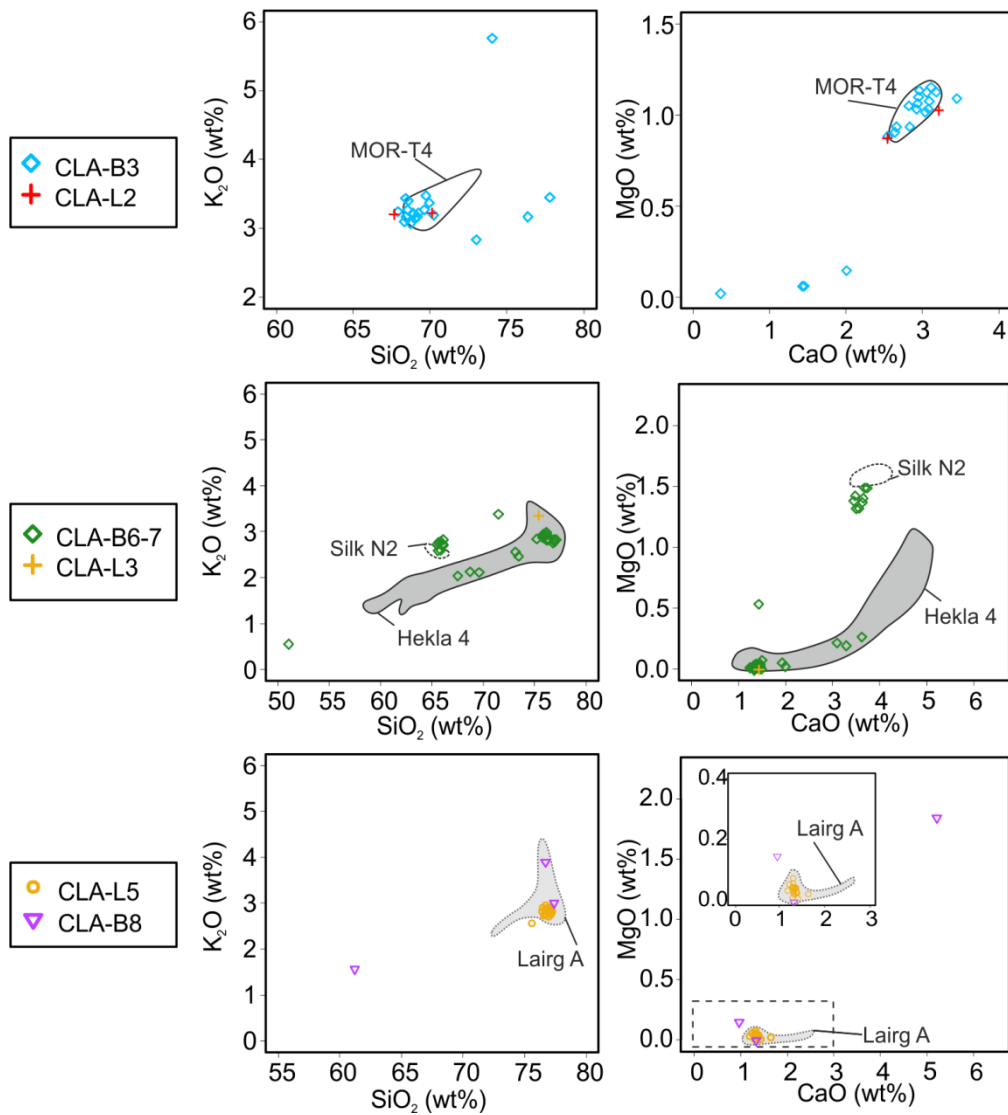 CLA-B3
CLA-L2
6
5
4
3
2
K₂O (wt%)
MOR-T4
60 65 70 75 80
SiO₂ (wt%)
1.5
1.0
0.5
0.0
MgO (wt%)
MOR-T4
1 2 3 4
CaO (wt%)
CLA-B6-7
CLA-L3
6
5
4
3
2
1
0
K₂O (wt%)
Silk N2
Hekla 4
50 55 60 65 70 75 80
SiO₂ (wt%)
2.0
1.5
1.0
0.5
0.0
MgO (wt%)
Silk N2
Hekla 4
0 1 2 3 4 5 6
CaO (wt%)
CLA-L5
CLA-B8
6
5
4
3
2
1
0
K₂O (wt%)
Lairg A
50 55 60 65 70 75 80
SiO₂ (wt%)
2.0
1.5
1.0
0.5
0.0
MgO (wt%)
0.4
0.2
0.0
Lairg A
0 1 2 3
Lairg A
0 1 2 3 4 5 6
CaO (wt%)